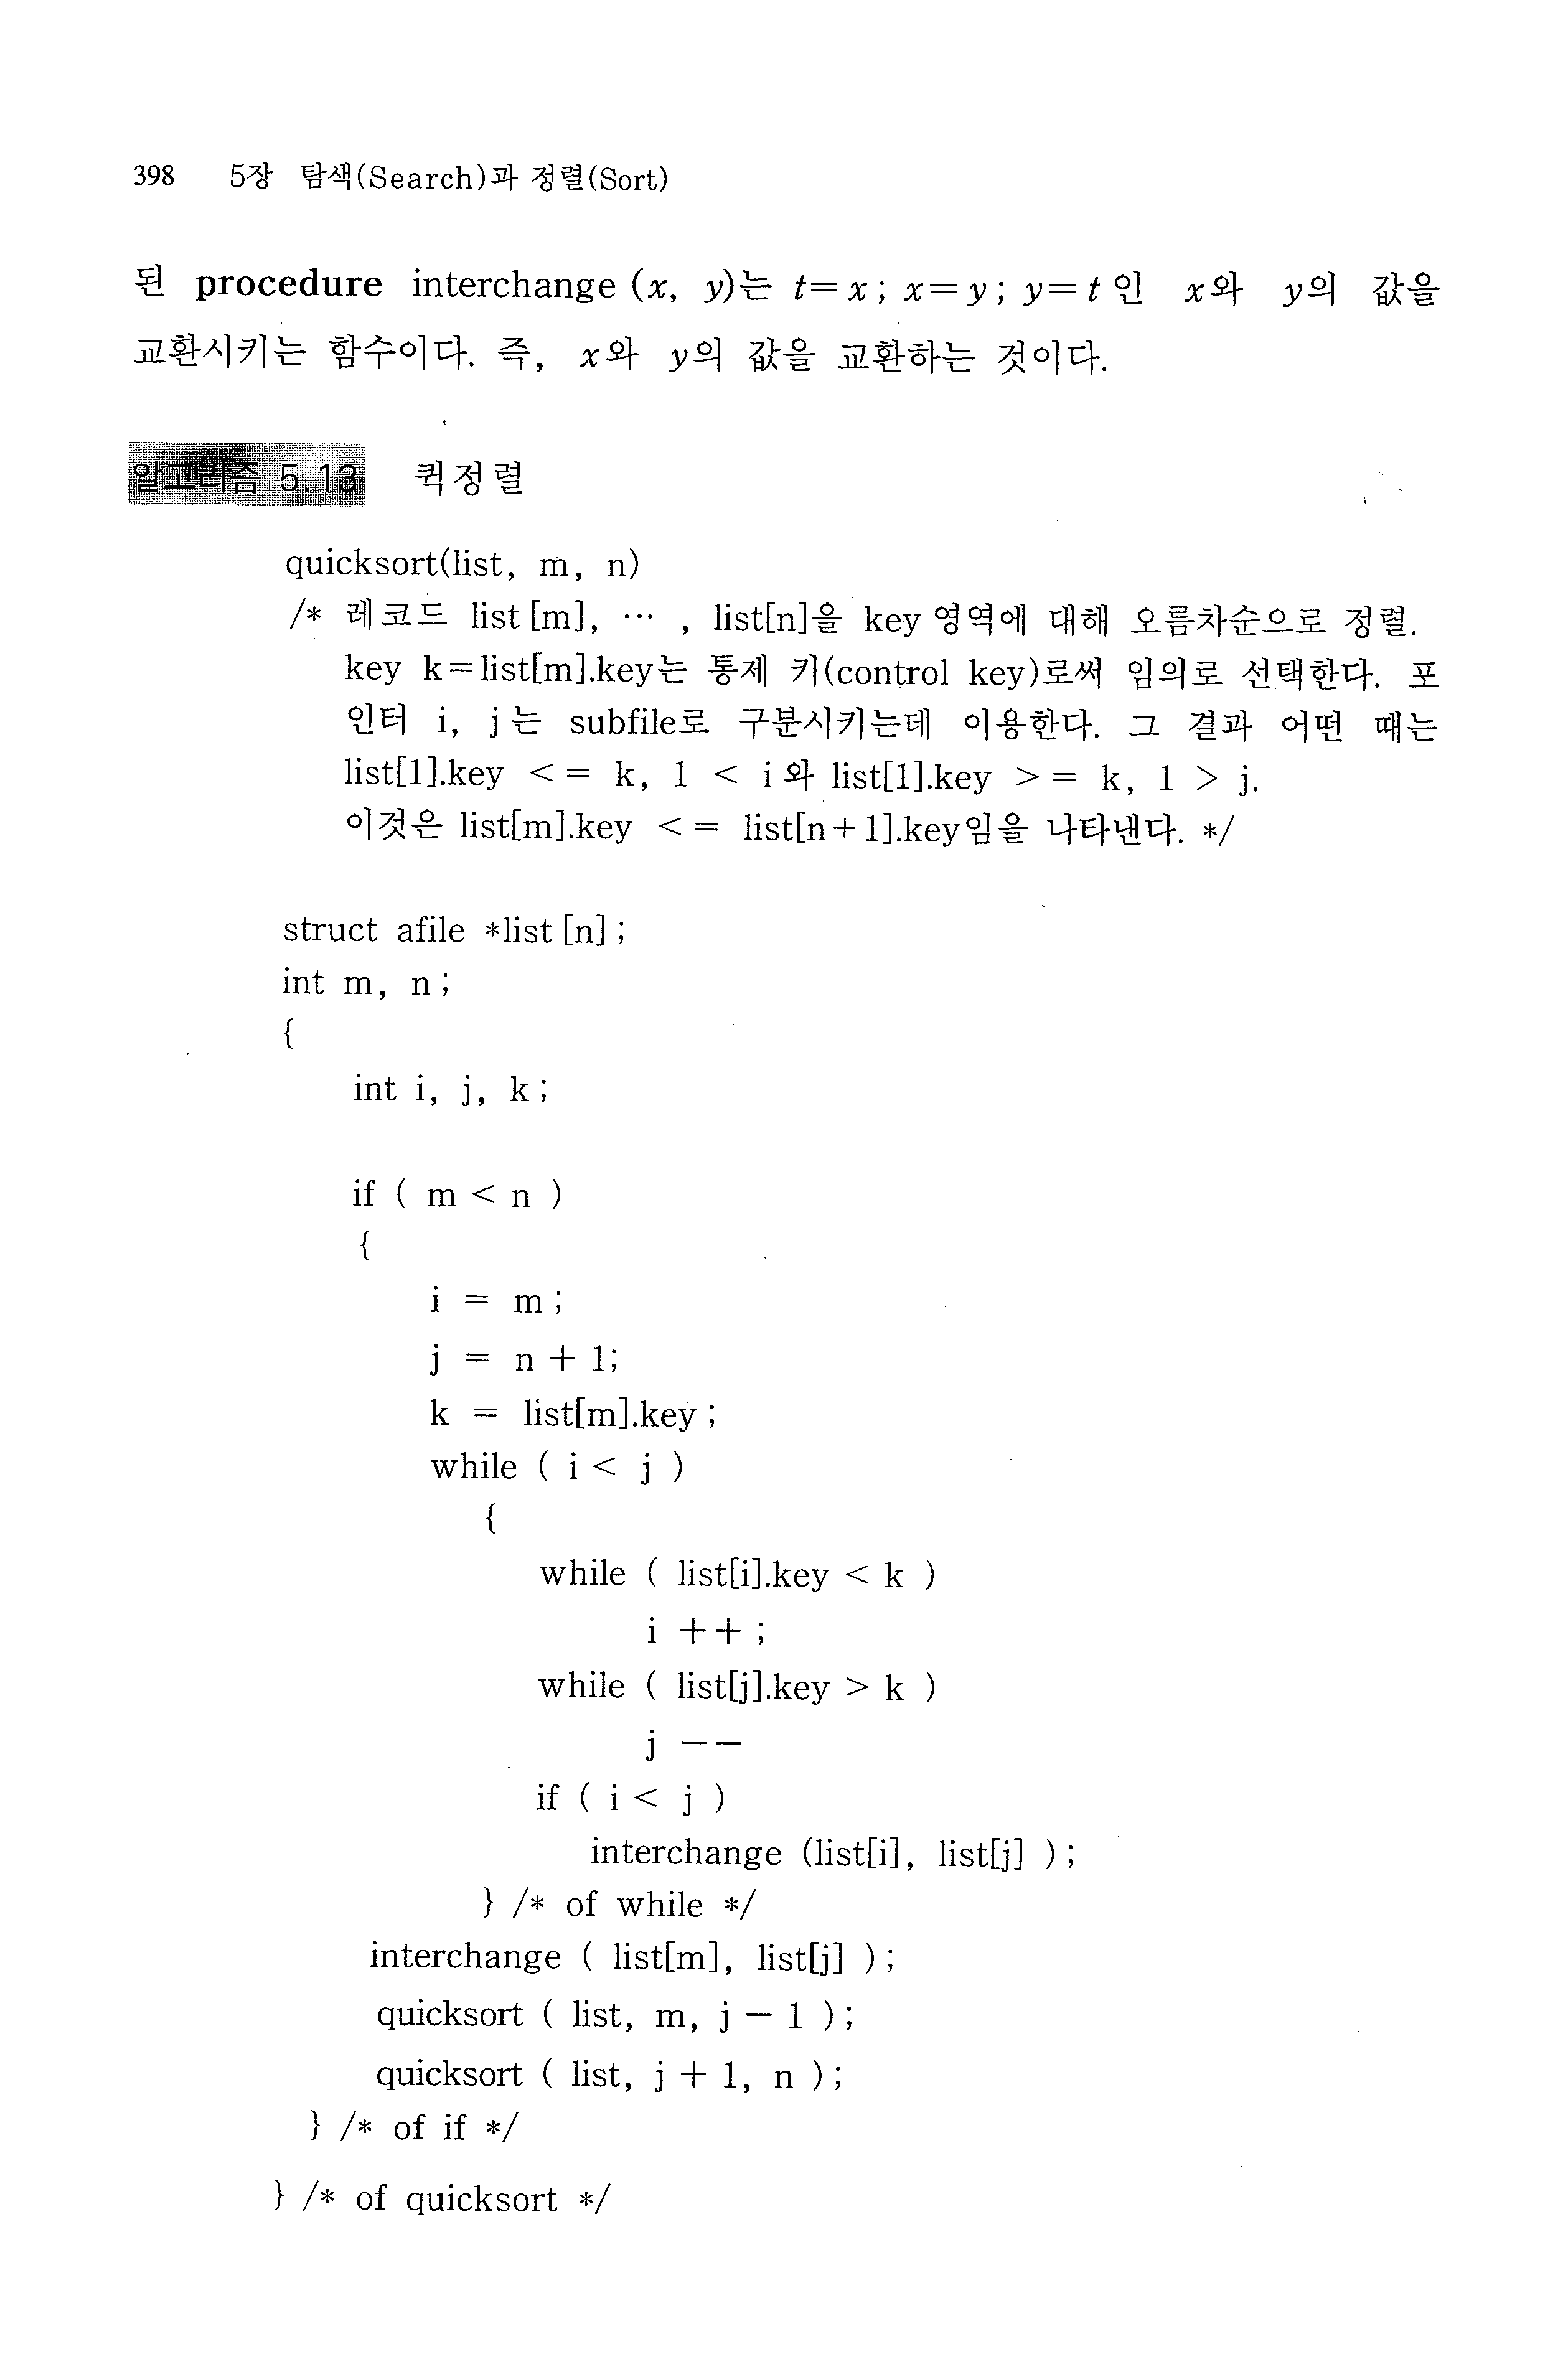 398 5장 탐색(Search)과 정렬(Sort)
된 procedure interchange (x, y)는 t=x; x=y; y=t인 x와 y의 값을
교환시키는 함수이다. 즉, x와 y의 값을 교환하는 것이다.
알고리즘 5.13 퀵정렬
quicksort(list, m, n)
/* 레코드 list[m], … , list[n]을 key 영역에 대해 오름차순으로 정렬.
key k=list[m].key는 통제 키(control key)로써 임의로 선택한다. 포
인터 i, j는 subfile로 구분시키는데 이용한다. 그 결과 어떤 때는
list[1].key <= k, 1 < i와 list[1].key >= k, 1 > j.
이것은 list[m].key <= list[n+1].key임을 나타낸다. */
struct afile *list[n];
int m, n;
{
int i, j, k;
if ( m < n )
{
i = m;
j = n+1;
k = list[m].key;
while ( i < j )
{
while ( list[i].key < k )
i ++;
while ( list[j].key > k )
j --
if ( i < j )
interchange (list[i], list[j] );
} /* of while */
interchange ( list[m], list[j] );
quicksort ( list, m, j - 1 );
quicksort ( list, j + 1, n );
} /* of if */
} /* of quicksort */